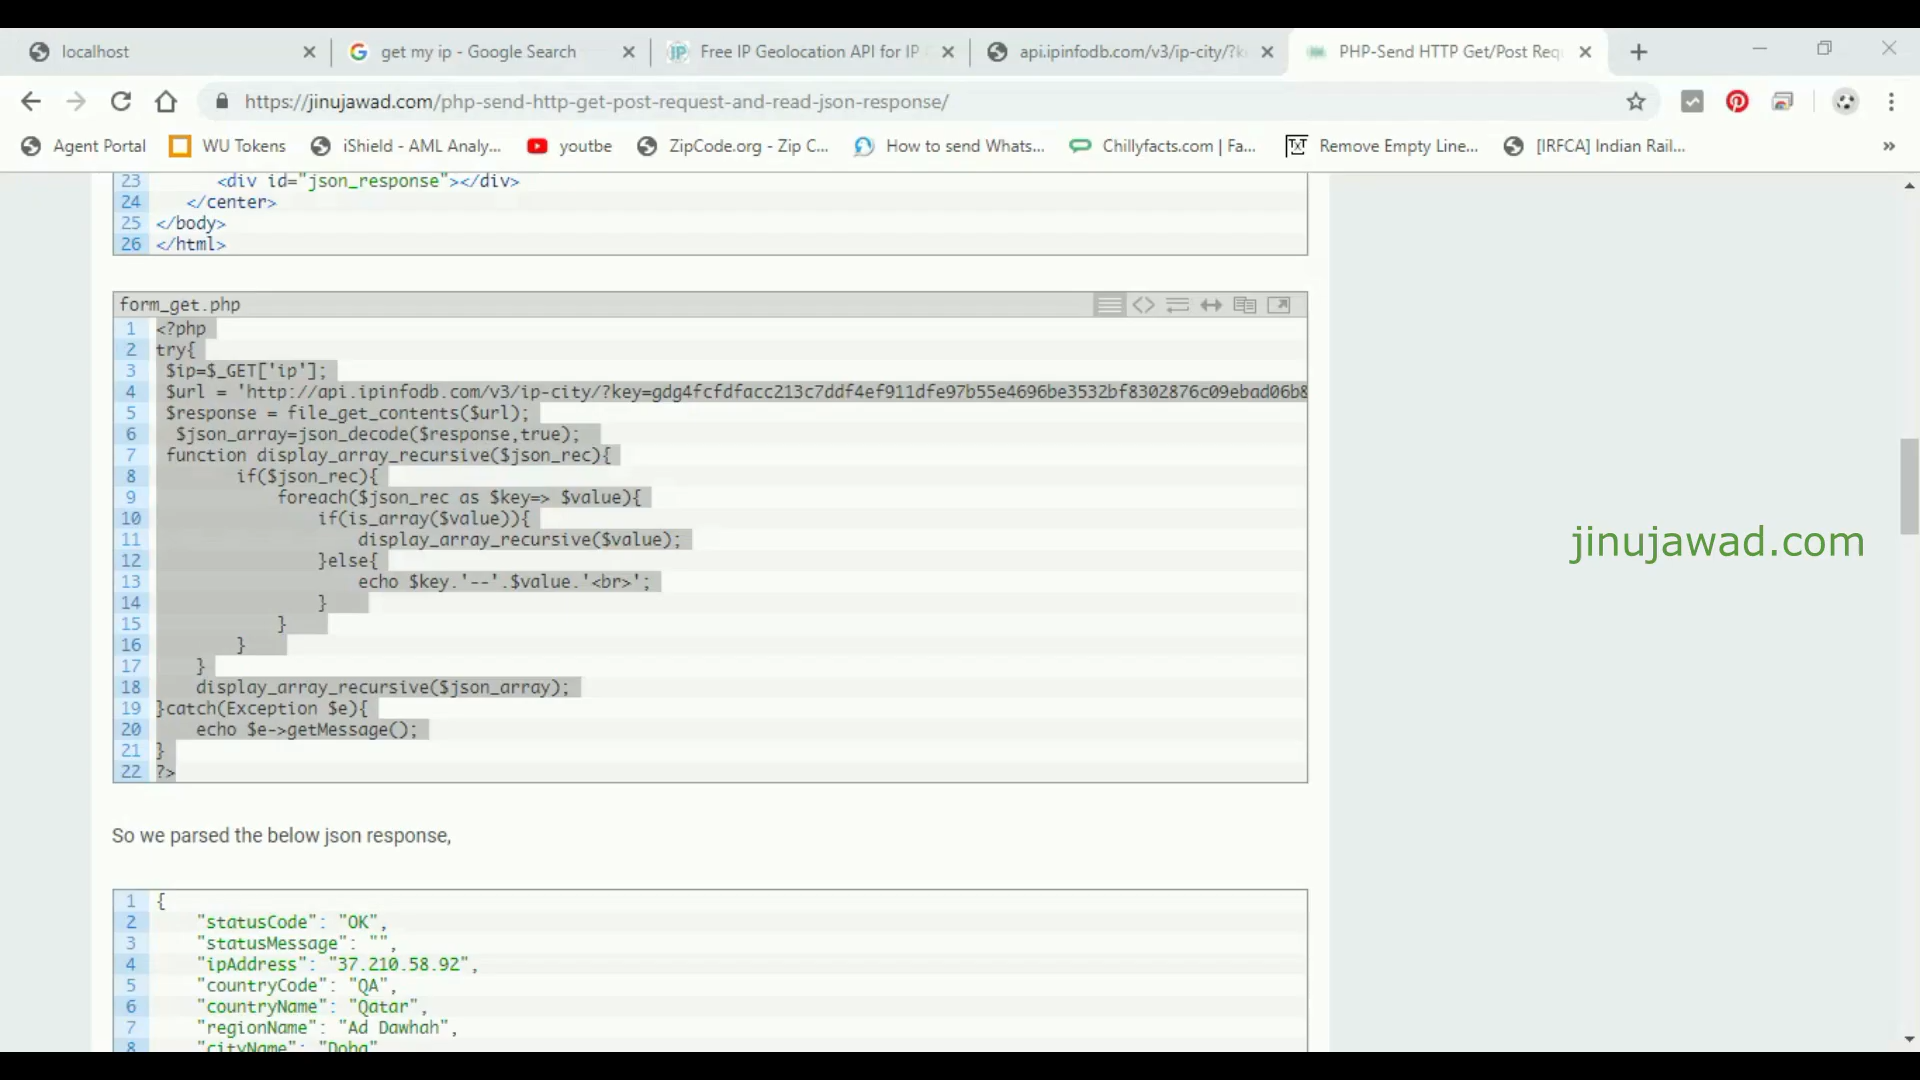 localhost
get my ip - Google Search
Free IP Geolocation API for IP
api.ipinfodb.com/v3/ip-city/?k
PHP-Send HTTP Get/Post Req
https://jinujawad.com/php-send-http-get-post-request-and-read-json-response/
Agent Portal
WU Tokens
iShield - AML Analy...
youtbe
ZipCode.org - Zip C...
How to send Whats...
Chillyfacts.com | Fa...
TXT
Remove Empty Line...
[IRFCA] Indian Rail...
»
23 <div id="json_response"></div>
24 </center>
25 </body>
26 </html>
form_get.php
1 <?php
2 try{
3 $ip=$_GET['ip'];
4 $url = 'http://api.ipinfodb.com/v3/ip-city/?key=gdg4fcfdfacc213c7ddf4ef911dfe97b55e4696be3532bf8302876c09ebad06b&
5 $response = file_get_contents($url);
6 $json_array=json_decode($response,true);
7 function display_array_recursive($json_rec){
8 if($json_rec){
9 foreach($json_rec as $key=> $value){
10 if(is_array($value)){
11 display_array_recursive($value);
12 }else{
13 echo $key.'--'.$value.'<br>';
14 }
15 }
16 }
17 }
18 display_array_recursive($json_array);
19 }catch(Exception $e){
20 echo $e->getMessage();
21 }
22 ?>
jinujawad.com
So we parsed the below json response,
1 {
2 "statusCode": "OK",
3 "statusMessage": "",
4 "ipAddress": "37.210.58.92",
5 "countryCode": "QA",
6 "countryName": "Qatar",
7 "regionName": "Ad Dawhah",
8 "cityName": "Doha"